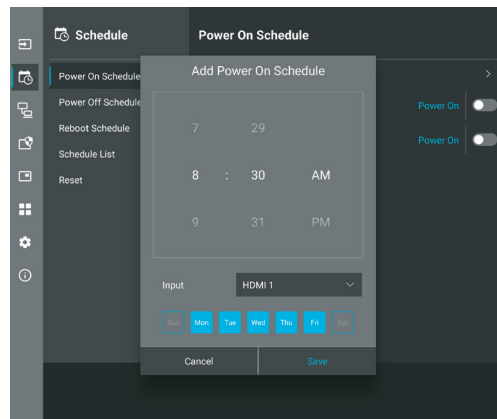 Schedule
Power On Schedule
Power On Schedule
Power Off Schedule
Reboot Schedule
Schedule List
Reset
Add Power On Schedule
7 29
8 : 30 AM
9 31 PM
Input HDMI 1
Sun Mon Tue Wed Thu Fri Sat
Cancel Save
Power On
Power On